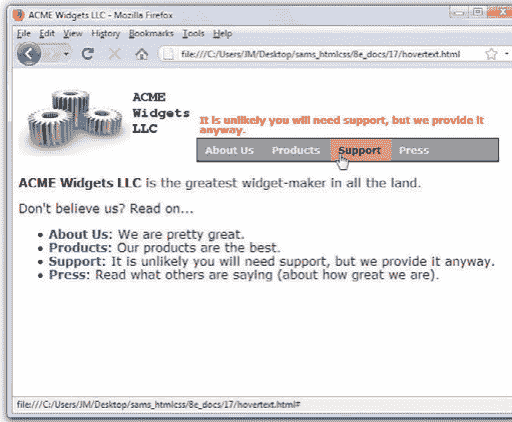 ACME Widgets LLC - Mozilla Firefox
File Edit View History Bookmarks Tools Help
file:///C:/Users/JM/Desktop/sams_htmlcss/8e_docs/17/hovertext.html
ACME
Widgets
LLC
It is unlikely you will need support, but we provide it
anyway.
About Us Products Support Press
ACME Widgets LLC is the greatest widget-maker in all the land.
Don't believe us? Read on...
• About Us: We are pretty great.
• Products: Our products are the best.
• Support: It is unlikely you will need support, but we provide it anyway.
• Press: Read what others are saying (about how great we are).
file:///C:/Users/JM/Desktop/sams_htmlcss/8e_docs/17/hovertext.html#